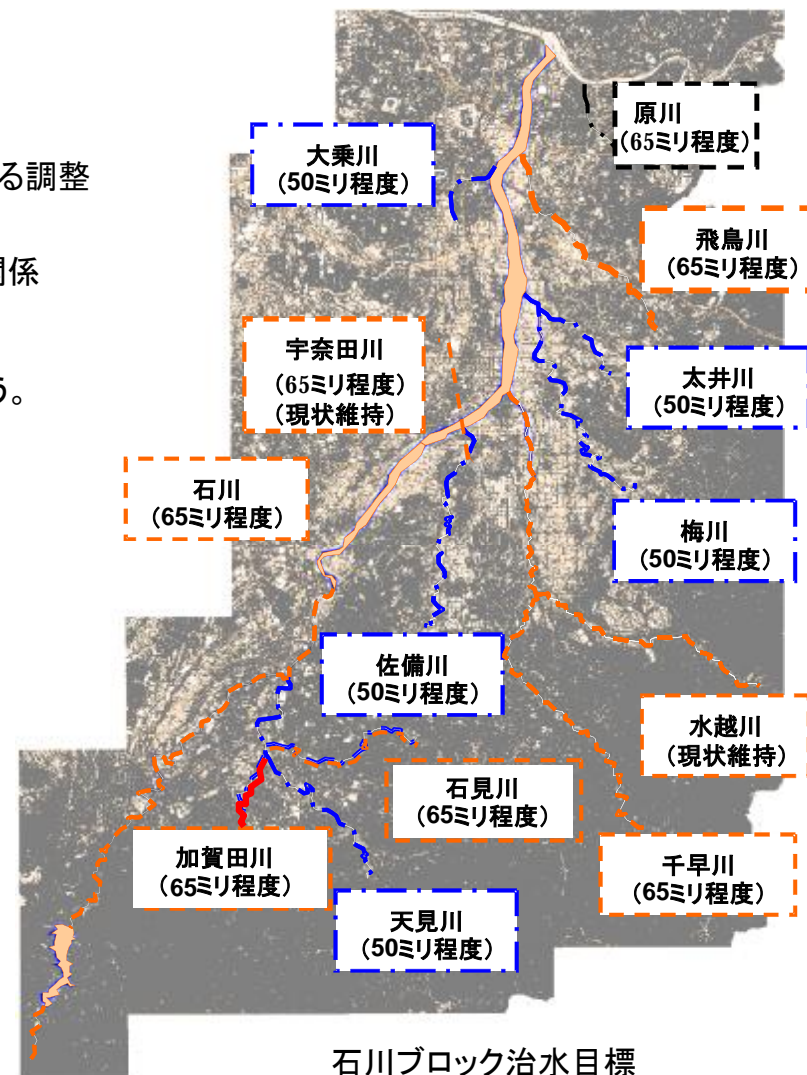 る調整
関係
う。
原川
(65ミリ程度)
大乗川
(50ミリ程度)
飛鳥川
(65ミリ程度)
宇奈田川
(65ミリ程度)
(現状維持)
太井川
(50ミリ程度)
石川
(65ミリ程度)
梅川
(50ミリ程度)
佐備川
(50ミリ程度)
水越川
(現状維持)
石見川
(65ミリ程度)
加賀田川
(65ミリ程度)
千早川
(65ミリ程度)
天見川
(50ミリ程度)
石川ブロック治水目標